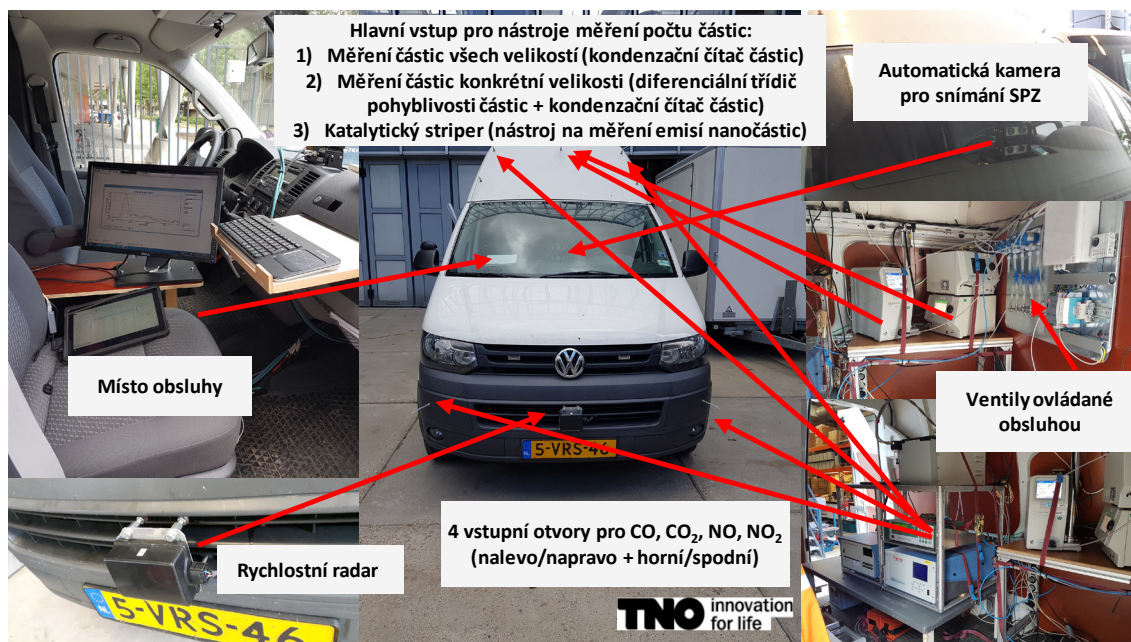 Hlavní vstup pro nástroje měření počtu částic:
1) Měření částic všech velikostí (kondenzační čítač částic)
2) Měření částic konkrétní velikosti (diferenciální třídič
pohyblivosti částic + kondenzační čítač částic)
3) Katalytický striper (nástroj na měření emisí nanočástic)
Automatická kamera
pro snímání SPZ
Místo obsluhy
Ventily ovládané
obsluhou
NL 5-VRS-46
4 vstupní otvory pro CO, CO₂, NO, NO₂
(nalevo/napravo + horní/spodní)
Rychlostní radar
NL 5-VRS-46
TNO innovation
for life